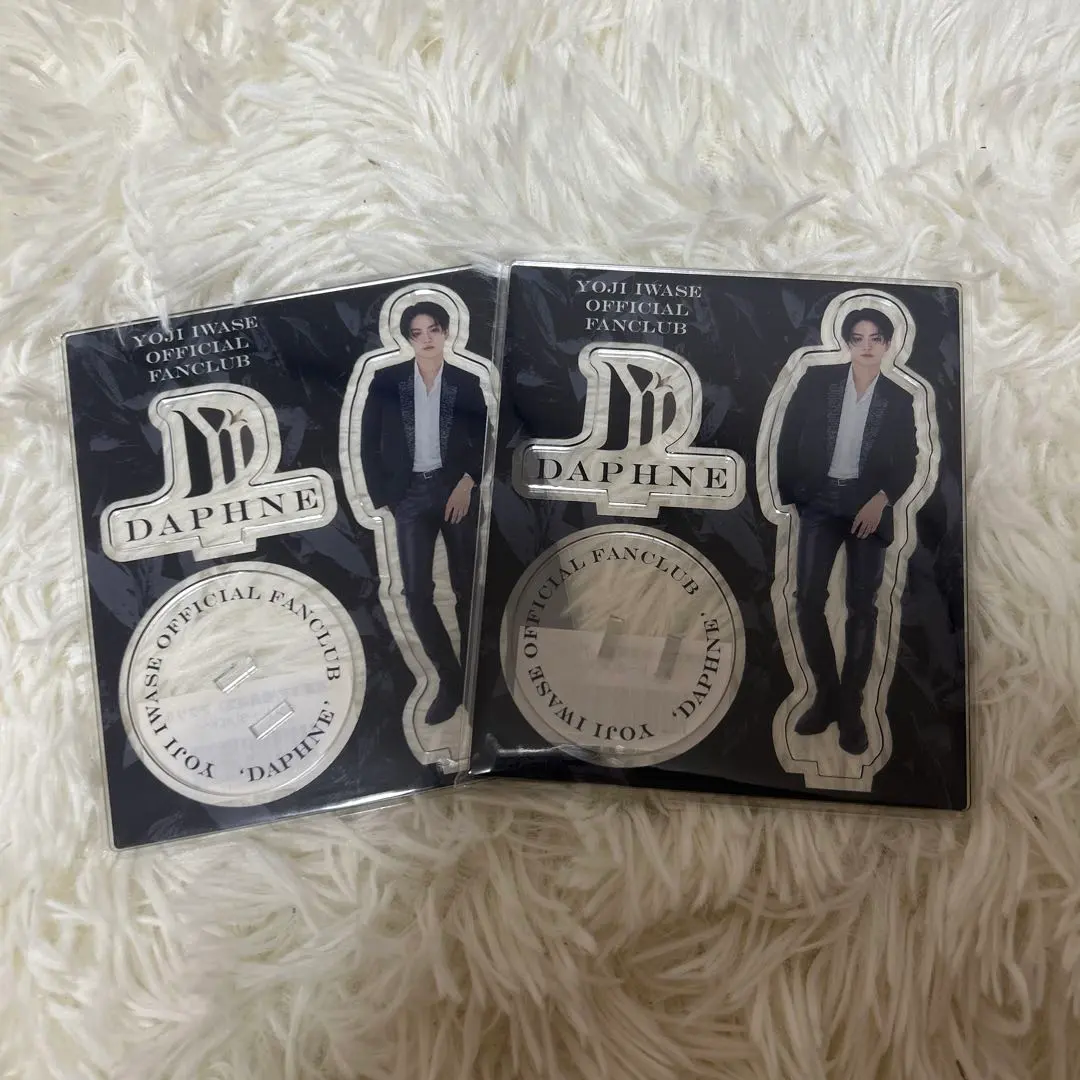 YOJI IWASE
OFFICIAL
FANCLUB
DAPHNE
YOJI IWASE OFFICIAL FANCLUB 'DAPHNE'
YOJI IWASE
OFFICIAL
FANCLUB
DAPHNE
YOJI IWASE OFFICIAL FANCLUB 'DAPHNE'